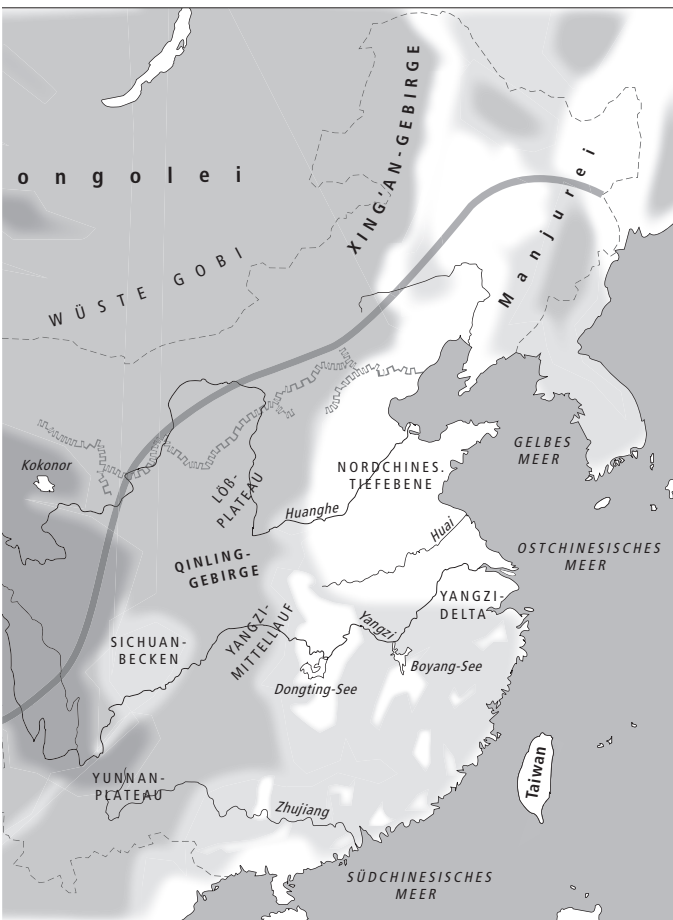 XING'AN-GEBIRGE
ongolei
Manjurei
WÜSTE GOBI
Kokonor
GELBES
MEER
NORDCHINES.
TIEFEBENE
LÖß-
PLATEAU
Huanghe
Huai
OSTCHINESISCHES
MEER
QINLING-
GEBIRGE
YANGZI-
DELTA
YANGZI-
MITTELLAUF
Yangzi
SICHUAN-
BECKEN
Boyang-See
Dongting-See
Taiwan
YUNNAN-
PLATEAU
Zhujiang
SÜDCHINESISCHES
MEER